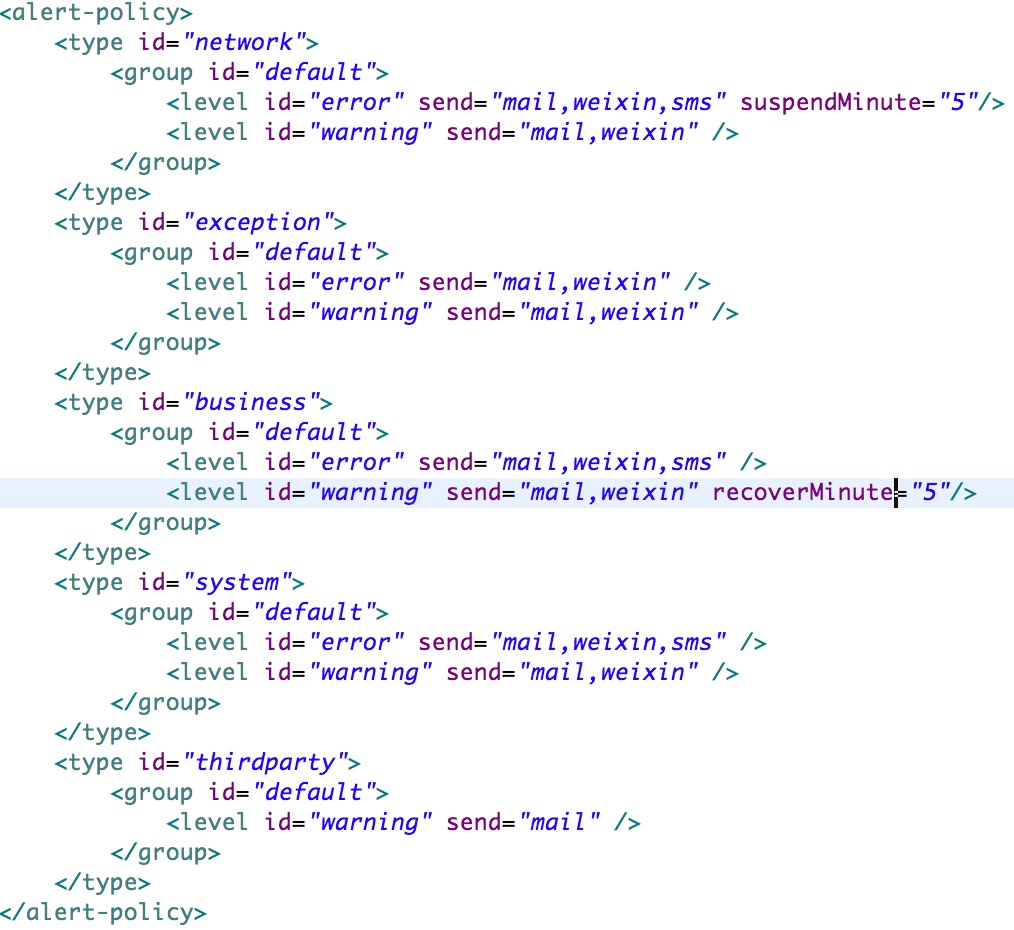 <alert-policy>
    <type id="network">
        <group id="default">
            <level id="error" send="mail,weixin,sms" suspendMinute="5"/>
            <level id="warning" send="mail,weixin" />
        </group>
    </type>
    <type id="exception">
        <group id="default">
            <level id="error" send="mail,weixin" />
            <level id="warning" send="mail,weixin" />
        </group>
    </type>
    <type id="business">
        <group id="default">
            <level id="error" send="mail,weixin,sms" />
            <level id="warning" send="mail,weixin" recoverMinute="5"/>
        </group>
    </type>
    <type id="system">
        <group id="default">
            <level id="error" send="mail,weixin,sms" />
            <level id="warning" send="mail,weixin" />
        </group>
    </type>
    <type id="thirdparty">
        <group id="default">
            <level id="warning" send="mail" />
        </group>
    </type>
</alert-policy>